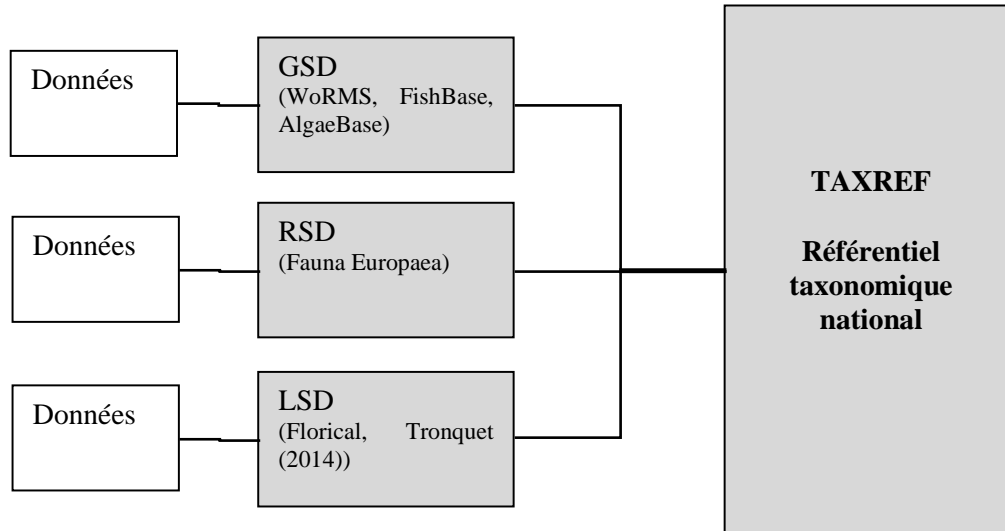 Données
GSD
(WoRMS, FishBase,
AlgaeBase)
Données
RSD
(Fauna Europaea)
Données
LSD
(Florical, Tronquet
(2014))
TAXREF
Référentiel
taxonomique
national